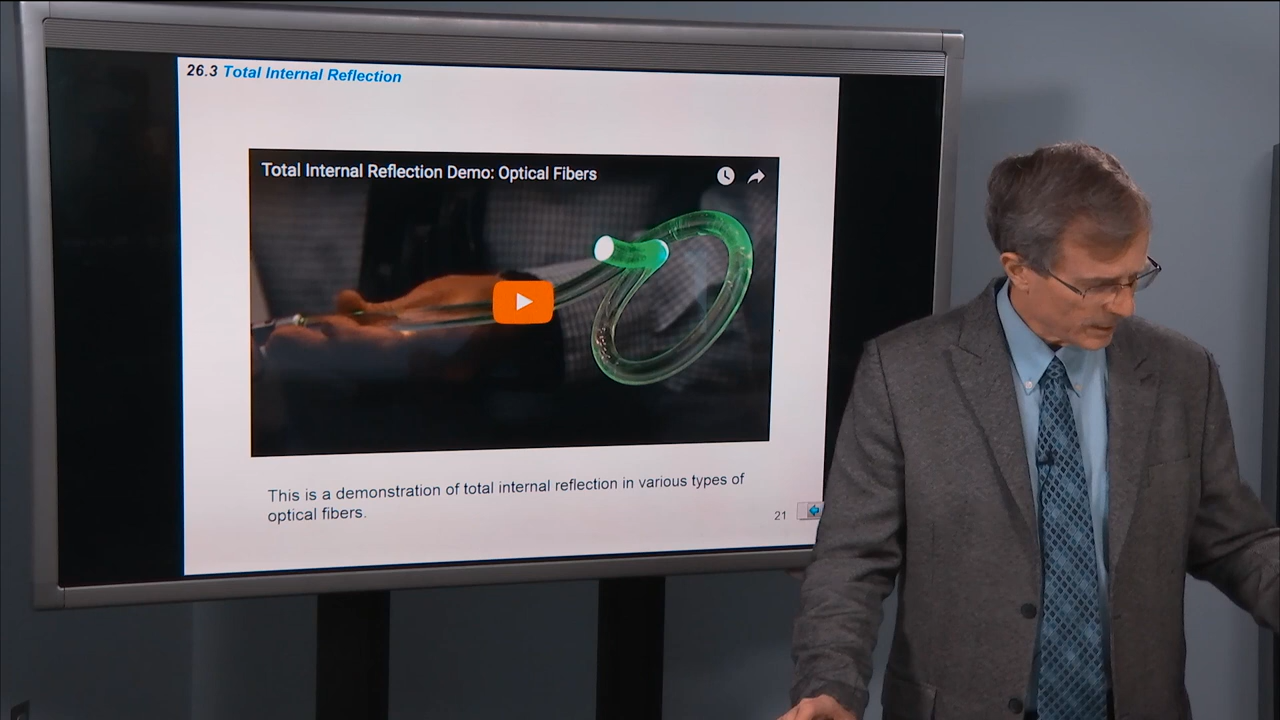 26.3 Total Internal Reflection
Total Internal Reflection Demo: Optical Fibers
This is a demonstration of total internal reflection in various types of
optical fibers.
21